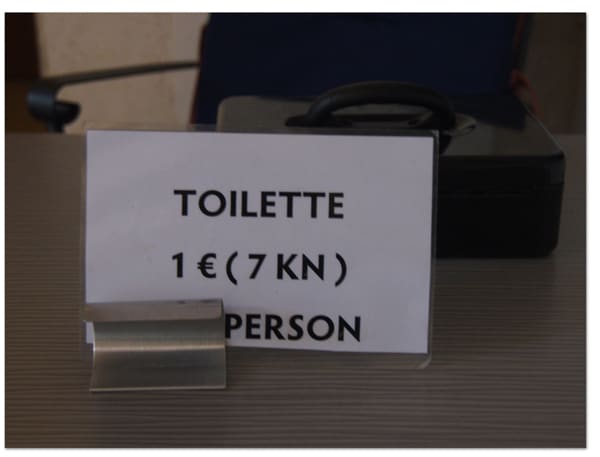 TOILETTE
1 € ( 7 KN )
PERSON